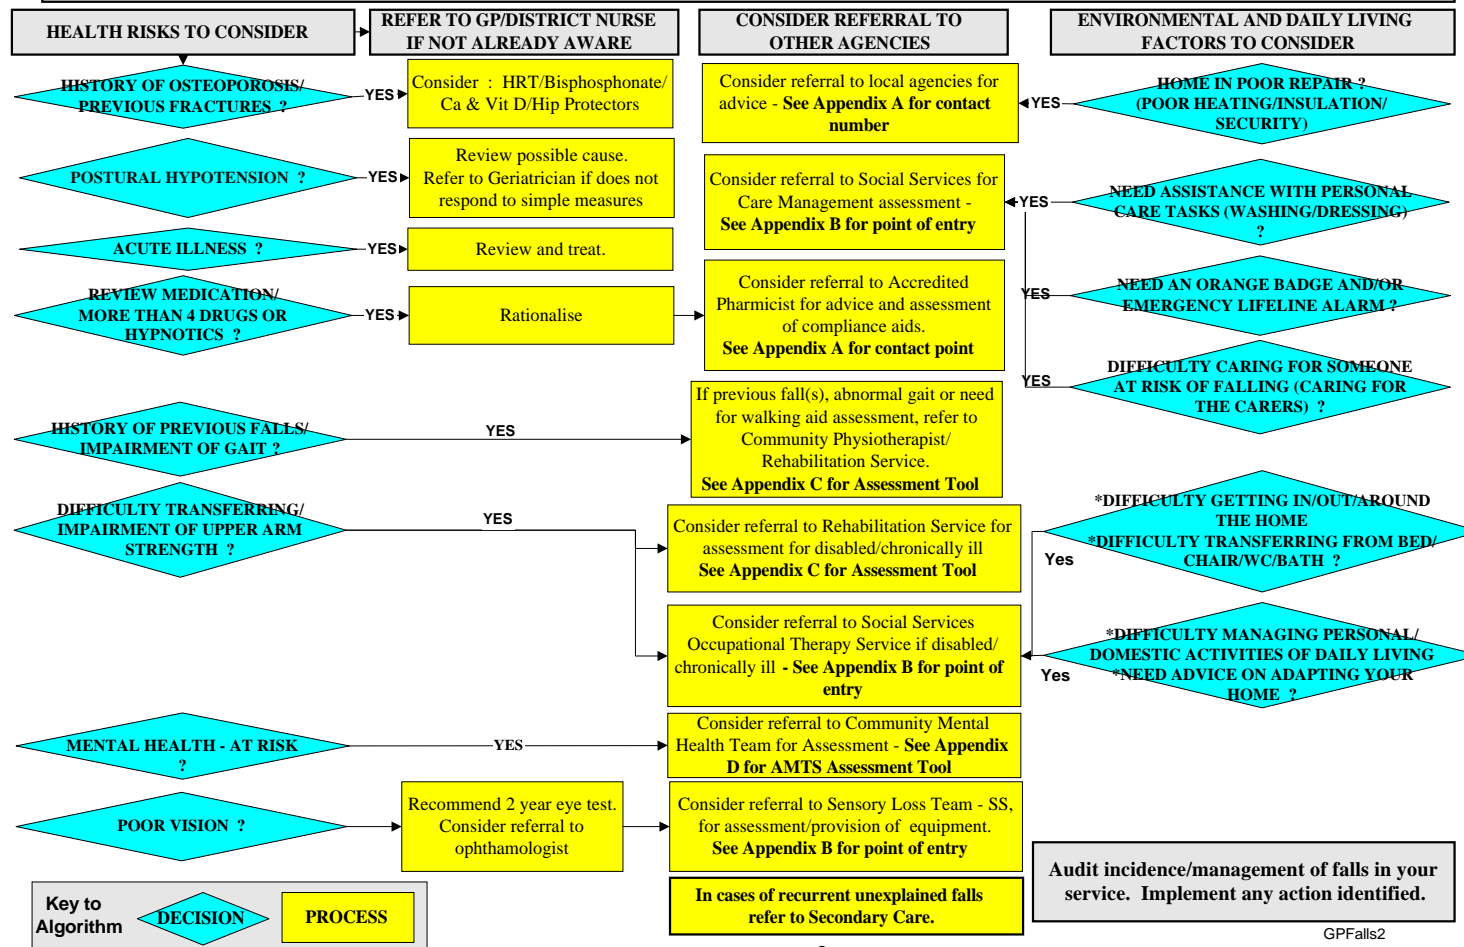 HEALTH RISKS TO CONSIDER
REFER TO GP/DISTRICT NURSE
IF NOT ALREADY AWARE
CONSIDER REFERRAL TO
OTHER AGENCIES
ENVIRONMENTAL AND DAILY LIVING
FACTORS TO CONSIDER
HISTORY OF OSTEOPOROSIS/
PREVIOUS FRACTURES ?
YES
Consider : HRT/Bisphosphonate/
Ca & Vit D/Hip Protectors
Consider referral to local agencies for
advice - See Appendix A for contact
number
YES
HOME IN POOR REPAIR ?
(POOR HEATING/INSULATION/
SECURITY)
POSTURAL HYPOTENSION ?
YES
Review possible cause.
Refer to Geriatrician if does not
respond to simple measures
Consider referral to Social Services for
Care Management assessment -
See Appendix B for point of entry
YES
NEED ASSISTANCE WITH PERSONAL
CARE TASKS (WASHING/DRESSING)
?
ACUTE ILLNESS ?
YES
Review and treat.
REVIEW MEDICATION/
MORE THAN 4 DRUGS OR
HYPNOTICS ?
YES
Rationalise
Consider referral to Accredited
Pharmicist for advice and assessment
of compliance aids.
See Appendix A for contact point
YES
NEED AN ORANGE BADGE AND/OR
EMERGENCY LIFELINE ALARM ?
YES
DIFFICULTY CARING FOR SOMEONE
AT RISK OF FALLING (CARING FOR
THE CARERS) ?
HISTORY OF PREVIOUS FALLS/
IMPAIRMENT OF GAIT ?
YES
If previous fall(s), abnormal gait or need
for walking aid assessment, refer to
Community Physiotherapist/
Rehabilitation Service.
See Appendix C for Assessment Tool
DIFFICULTY TRANSFERRING/
IMPAIRMENT OF UPPER ARM
STRENGTH ?
YES
Consider referral to Rehabilitation Service for
assessment for disabled/chronically ill
See Appendix C for Assessment Tool
Yes
*DIFFICULTY GETTING IN/OUT/AROUND
THE HOME
*DIFFICULTY TRANSFERRING FROM BED/
CHAIR/WC/BATH ?
Consider referral to Social Services
Occupational Therapy Service if disabled/
chronically ill - See Appendix B for point of
entry
Yes
*DIFFICULTY MANAGING PERSONAL/
DOMESTIC ACTIVITIES OF DAILY LIVING
*NEED ADVICE ON ADAPTING YOUR
HOME ?
MENTAL HEALTH - AT RISK
?
YES
Consider referral to Community Mental
Health Team for Assessment - See Appendix
D for AMTS Assessment Tool
POOR VISION ?
Recommend 2 year eye test.
Consider referral to
ophthamologist
Consider referral to Sensory Loss Team - SS,
for assessment/provision of equipment.
See Appendix B for point of entry
In cases of recurrent unexplained falls
refer to Secondary Care.
Audit incidence/management of falls in your
service. Implement any action identified.
Key to
Algorithm
DECISION
PROCESS
GPFalls2